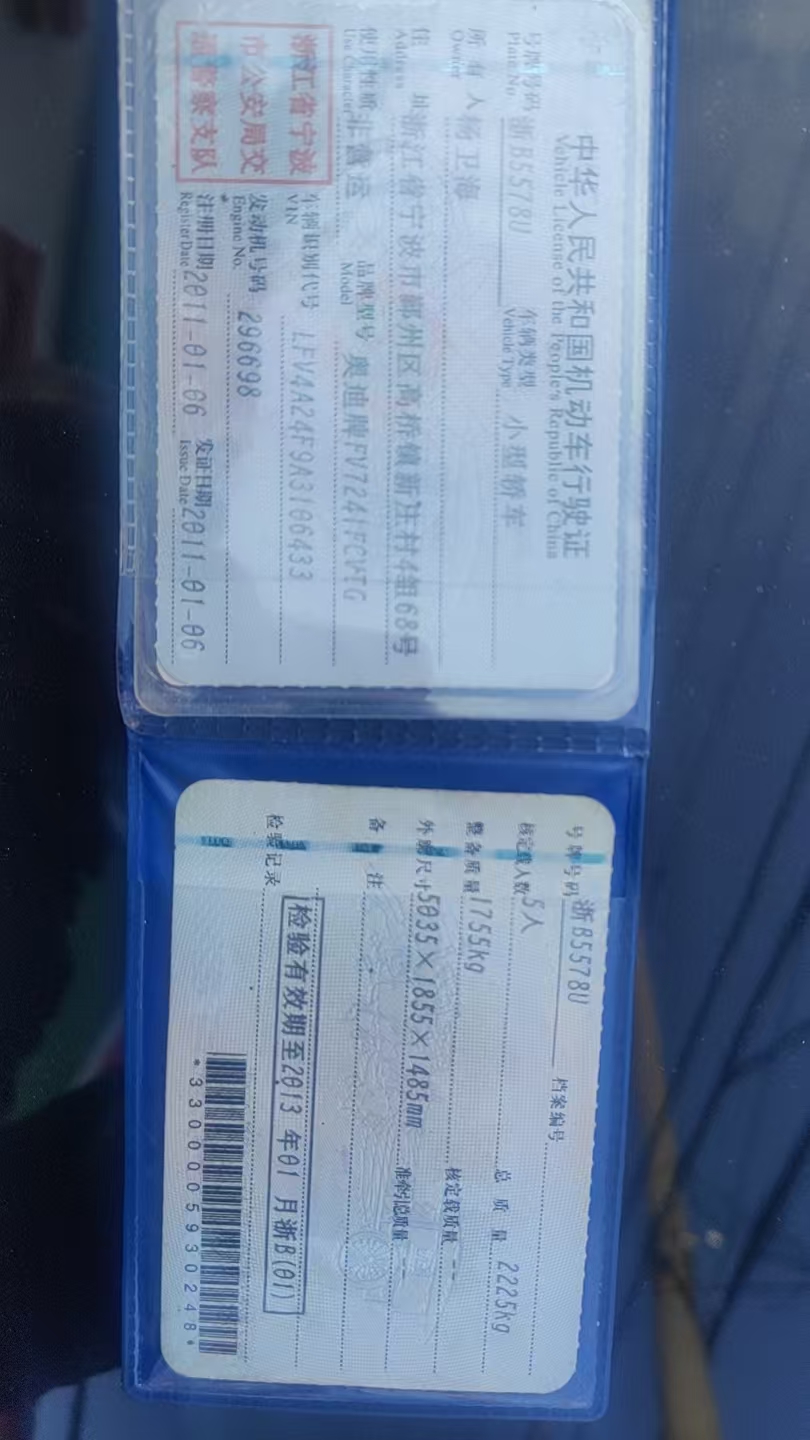 中华人民共和国机动车行驶证
Vehicle License of the People's Republic of China
号牌号码 浙B5578U 车辆类型 小型轿车
Plate No. Vehicle Type
所有人 杨卫海
Owner
住址 浙江省宁波市鄞州区高桥镇新庄村4组68号
Address
使用性质 非营运 品牌型号 奥迪牌FV7241FCVTG
Use Character Model
浙江省宁波
市公安局交
通警察支队
车辆识别代号 LFV4A24F9A3106433
VIN
发动机号码 296698
Engine No.
注册日期 2011-01-06 发证日期 2011-01-06
Register Date Issue Date
号牌号码 浙B5578U 档案编号
核定载人数 5人 总质量 2225kg
整备质量 1755kg 核定载质量 --
外廓尺寸 5035×1855×1485mm 准牵引总质量 --
备注
检验记录
检验有效期至2013年01月浙B(01)
*3300005930248*